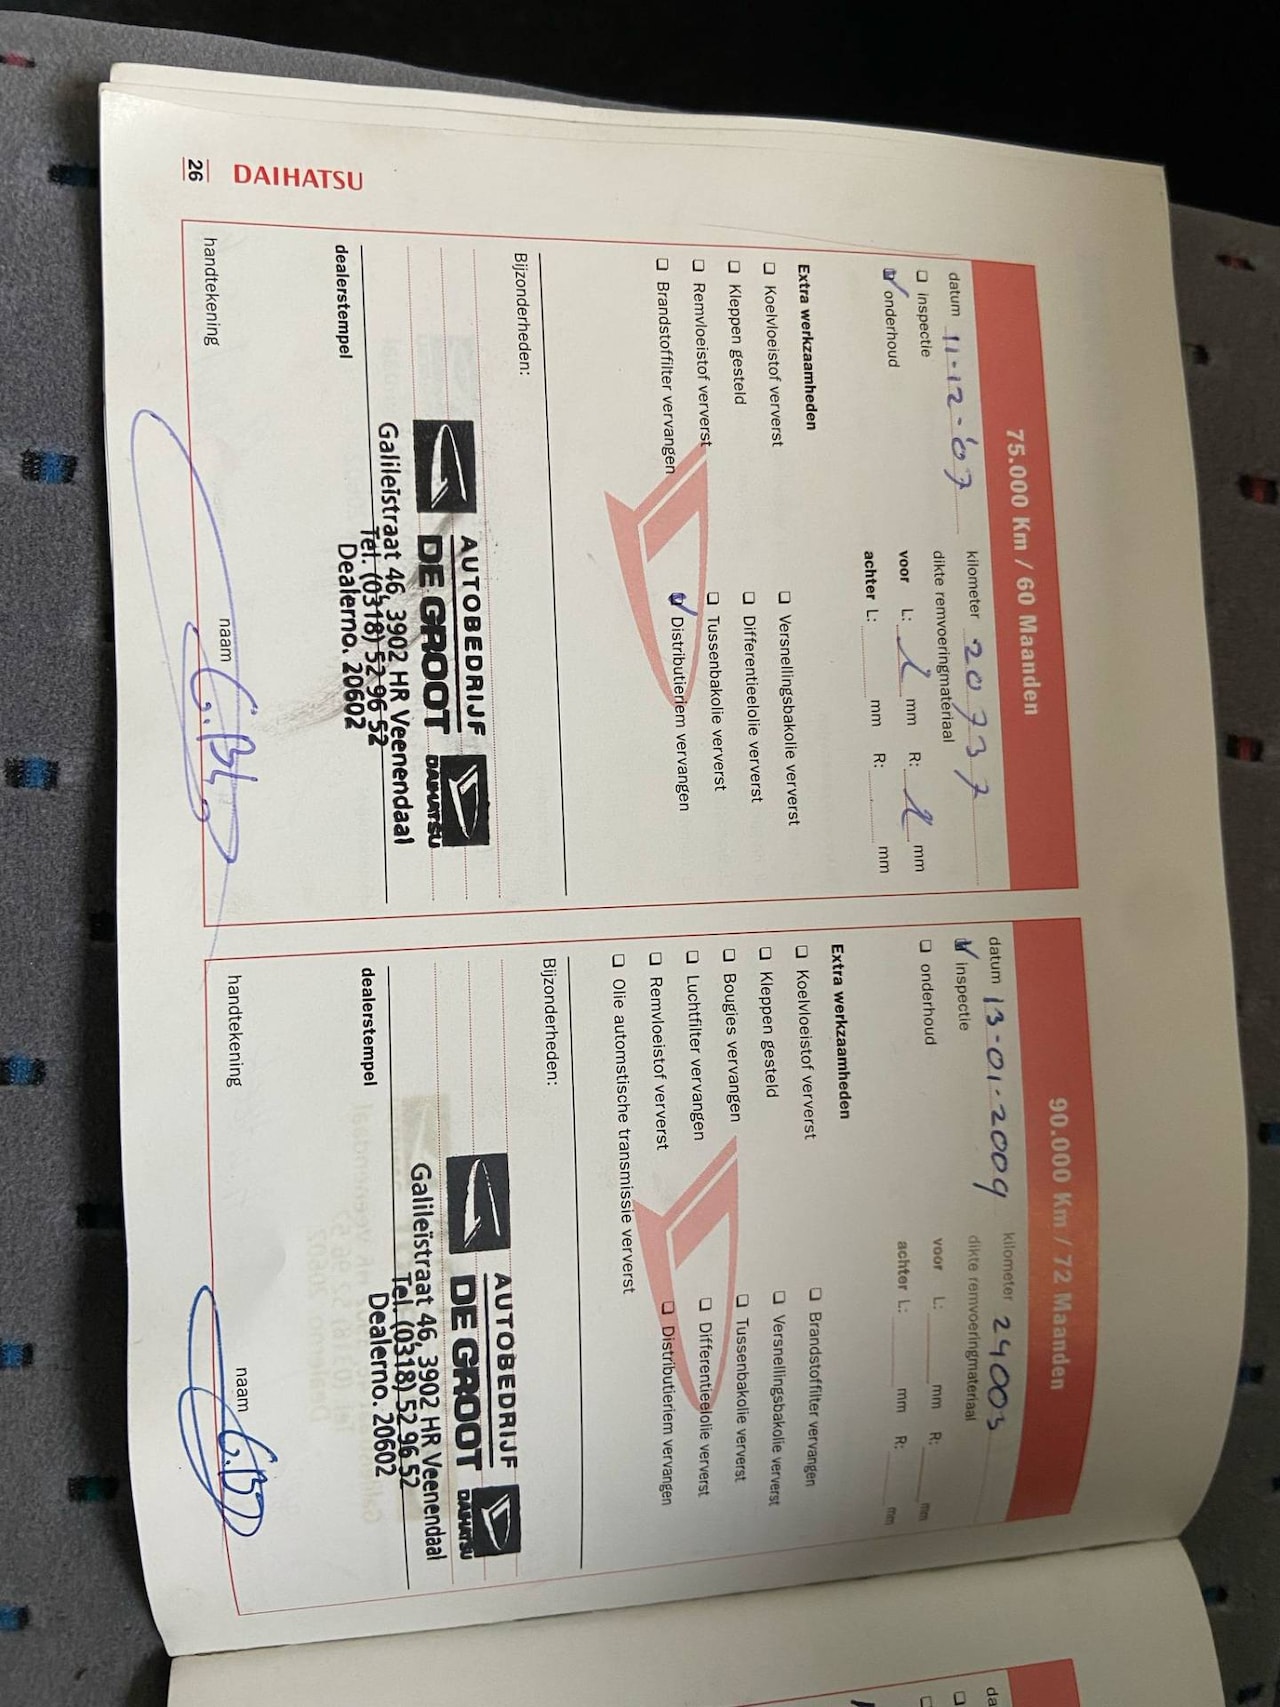 75.000 Km / 60 Maanden
datum 11-12-'07 kilometer 20737
❑ inspectie dikte remvoeringmateriaal
☑ onderhoud voor L: 2 mm R: 2 mm
achter L: mm R: mm
Extra werkzaamheden
❑ Koelvloeistof ververst ❑ Versnellingsbakolie ververst
❑ Kleppen gesteld ❑ Differentieelolie ververst
❑ Remvloeistof ververst ❑ Tussenbakolie ververst
❑ Brandstoffilter vervangen ☑ Distributieriem vervangen
Bijzonderheden:
AUTOBEDRIJF
DE GROOT DAIHATSU
Galileïstraat 46, 3902 HR Veenendaal
Tel. (0318) 52 96 52
Dealerno. 20602
dealerstempel
handtekening naam
90.000 Km / 72 Maanden
datum 13-01-2009 kilometer 24003
☑ inspectie dikte remvoeringmateriaal
❑ onderhoud voor L: mm R: mm
achter L: mm R: mm
Extra werkzaamheden
❑ Koelvloeistof ververst ❑ Brandstoffilter vervangen
❑ Kleppen gesteld ❑ Versnellingsbakolie ververst
❑ Bougies vervangen ❑ Tussenbakolie ververst
❑ Luchtfilter vervangen ❑ Differentieelolie ververst
❑ Remvloeistof ververst ❑ Distributieriem vervangen
❑ Olie automstische transmissie ververst
Bijzonderheden:
AUTOBEDRIJF
DE GROOT DAIHATSU
Galileïstraat 46, 3902 HR Veenendaal
Tel. (0318) 52 96 52
Dealerno. 20602
dealerstempel
handtekening naam
26 DAIHATSU
da